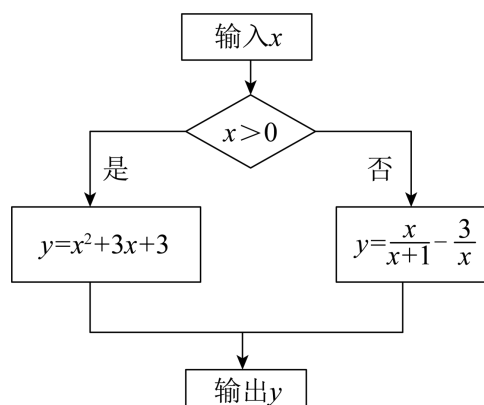 输入x
x＞0
是
否
y=x²+3x+3
y=x/(x+1)-3/x
输出y